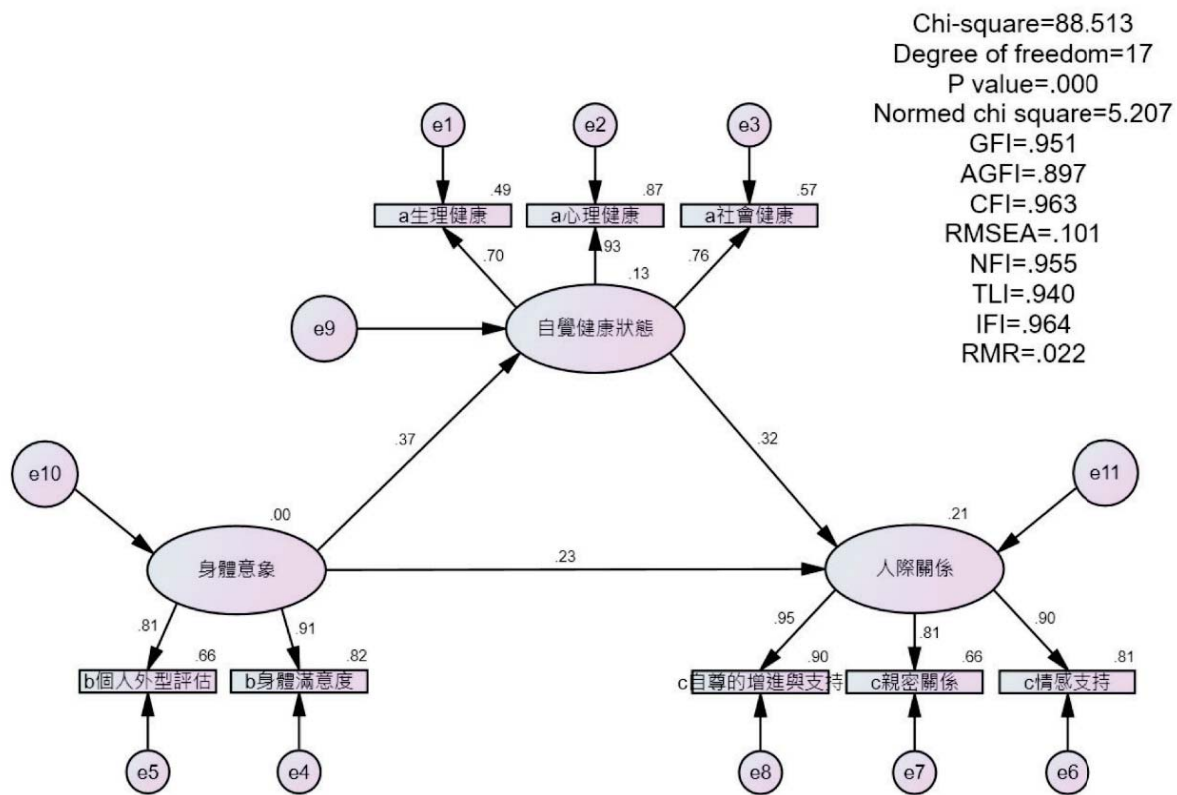 Chi-square=88.513
Degree of freedom=17
P value=.000
Normed chi square=5.207
GFI=.951
AGFI=.897
CFI=.963
RMSEA=.101
NFI=.955
TLI=.940
IFI=.964
RMR=.022
e1
e2
e3
.49
.87
.57
a生理健康
a心理健康
a社會健康
.70
.93
.76
.13
e9
自覺健康狀態
.37
.32
e10
e11
.00
.21
身體意象
.23
人際關係
.81
.91
.95
.81
.90
.66
.82
.90
.66
.81
b個人外型評估
b身體滿意度
c自尊的增進與支持
c親密關係
c情感支持
e5
e4
e8
e7
e6